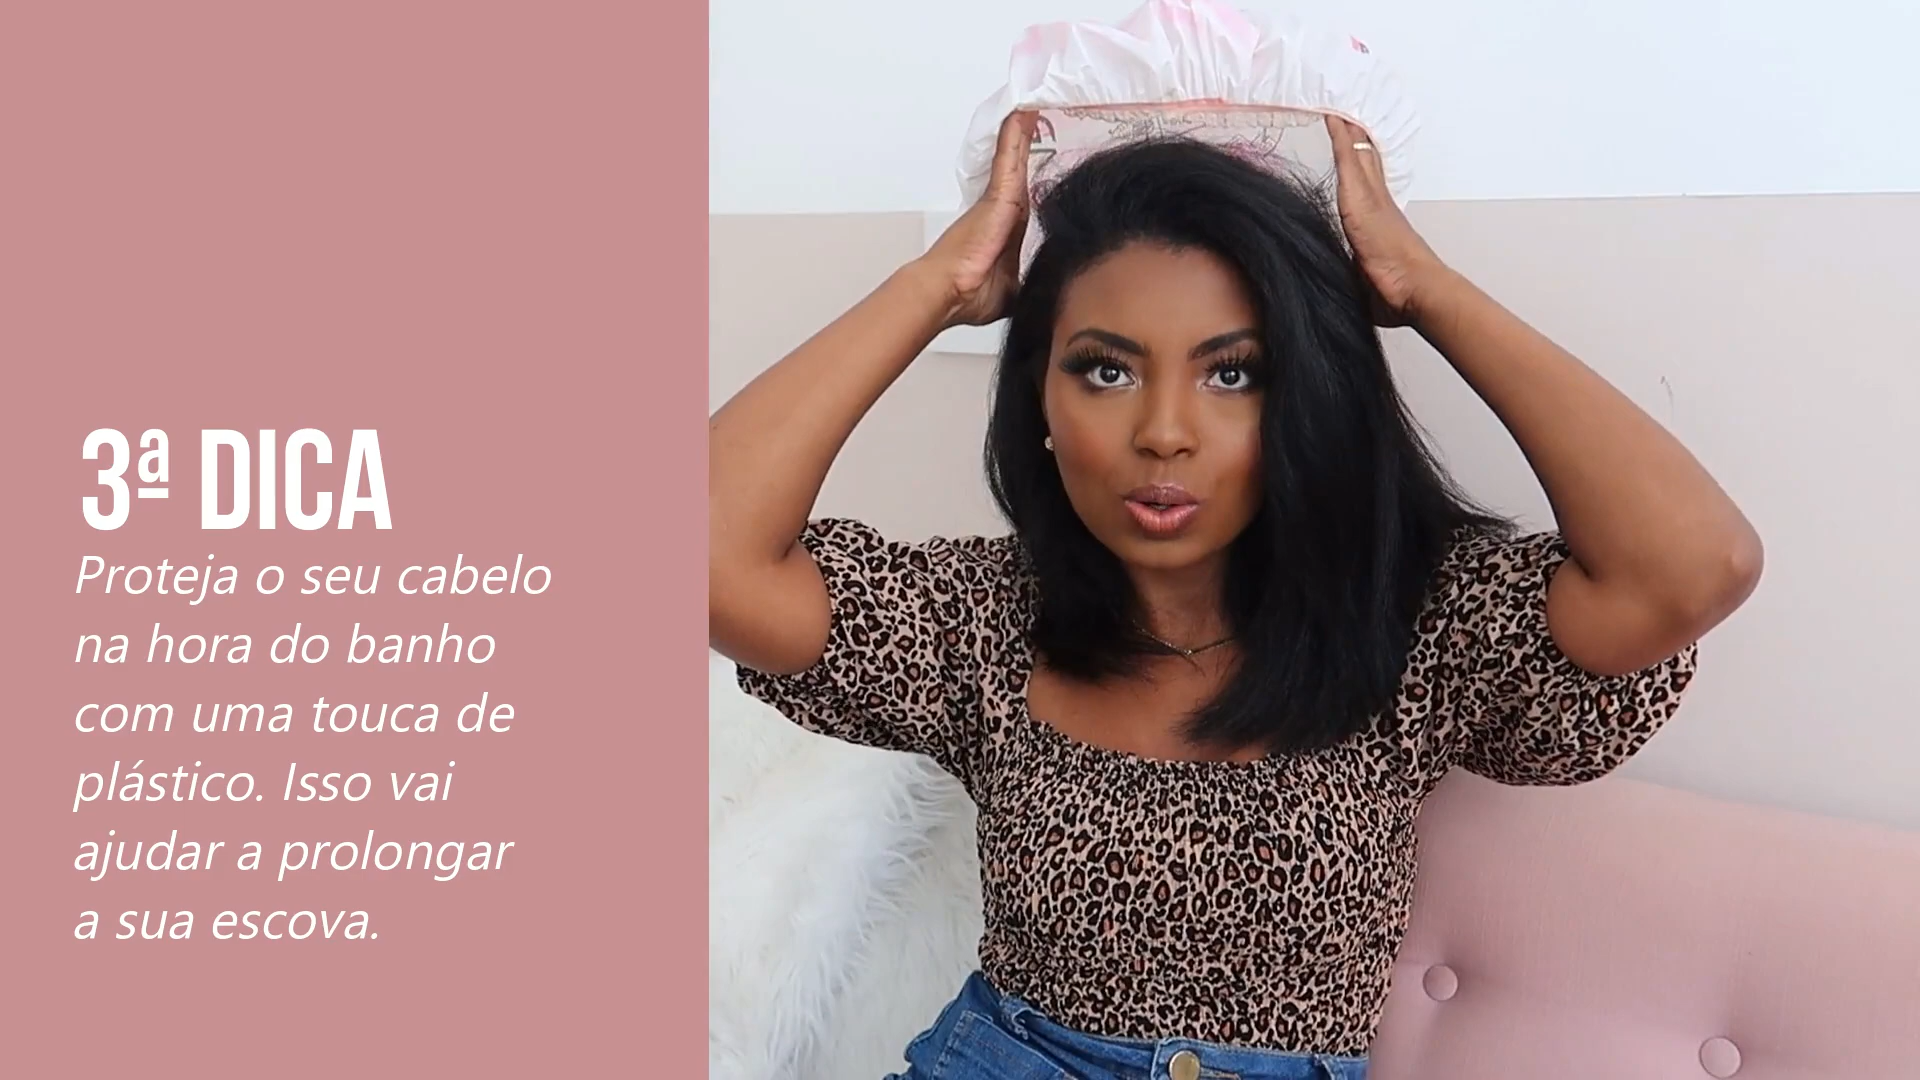 3ª DICA
Proteja o seu cabelo
na hora do banho
com uma touca de
plástico. Isso vai
ajudar a prolongar
a sua escova.